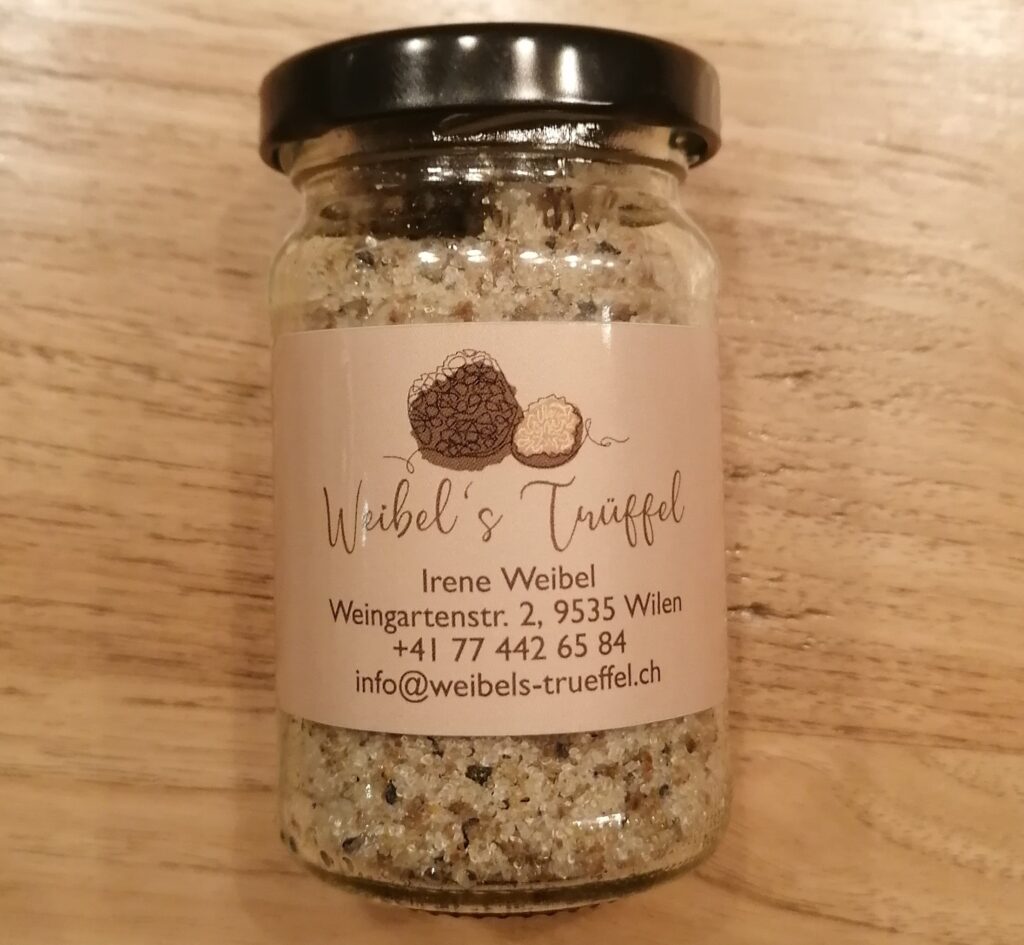 Weibel's Trüffel
Irene Weibel
Weingartenstr. 2, 9535 Wilen
+41 77 442 65 84
info@weibels-trueffel.ch